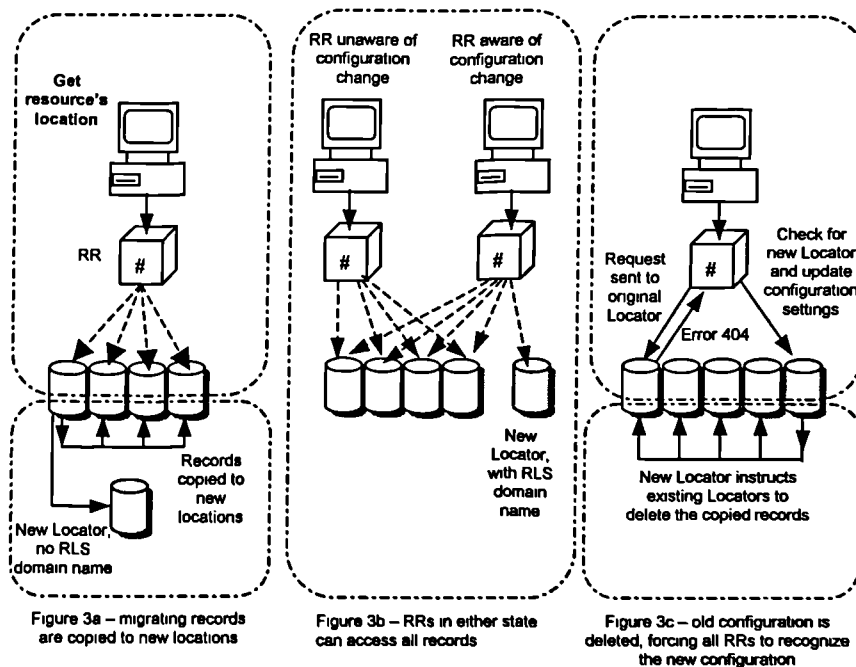 Get
resource's
location
RR
#
Records
copied to
new
locations
New Locator,
no RLS
domain name
Figure 3a – migrating records
are copied to new locations
RR unaware of
configuration
change
RR aware of
configuration
change
#
#
New
Locator,
with RLS
domain
name
Figure 3b – RRs in either state
can access all records
Request
sent to
original
Locator
#
Check for
new Locator
and update
configuration
settings
Error 404
New Locator instructs
existing Locators to
delete the copied records
Figure 3c – old configuration is
deleted, forcing all RRs to recognize
the new configuration